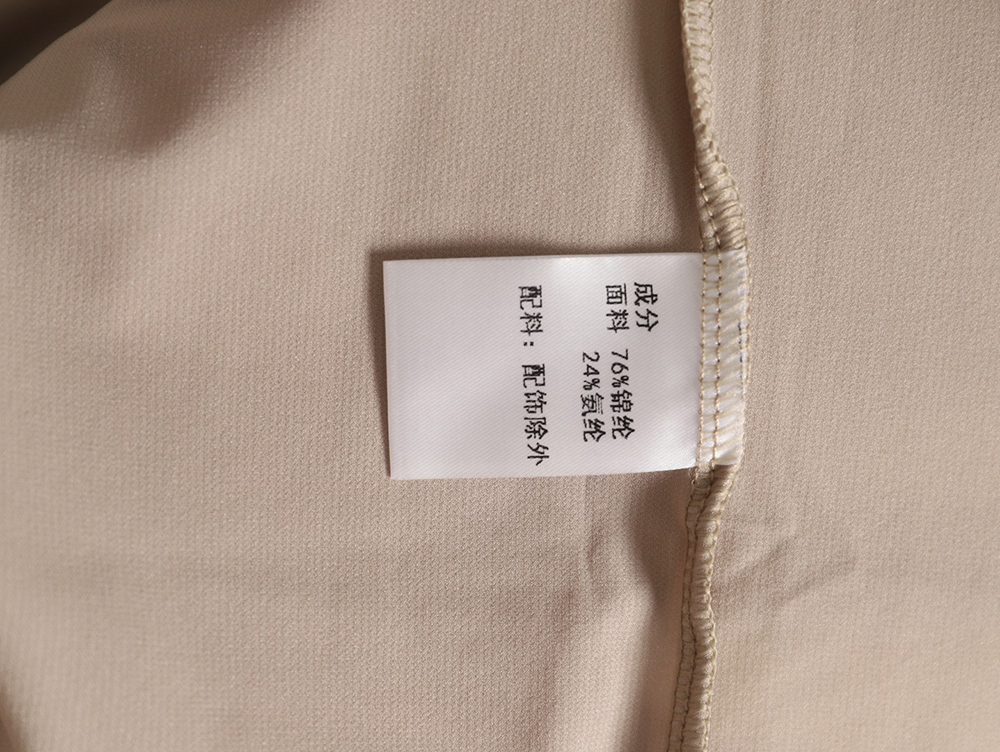 成分
面料 76%锦纶
24%氨纶
配料：配饰除外